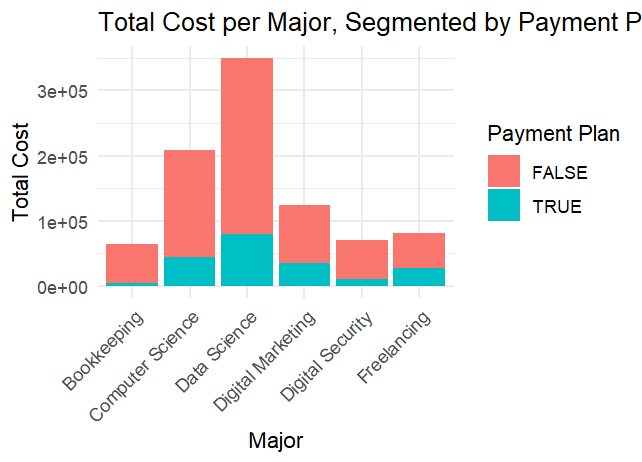 Total Cost per Major, Segmented by Payment P
Total Cost
3e+05
2e+05
1e+05
0e+00
Bookkeeping
Computer Science
Data Science
Digital Marketing
Digital Security
Freelancing
Major
Payment Plan
FALSE
TRUE